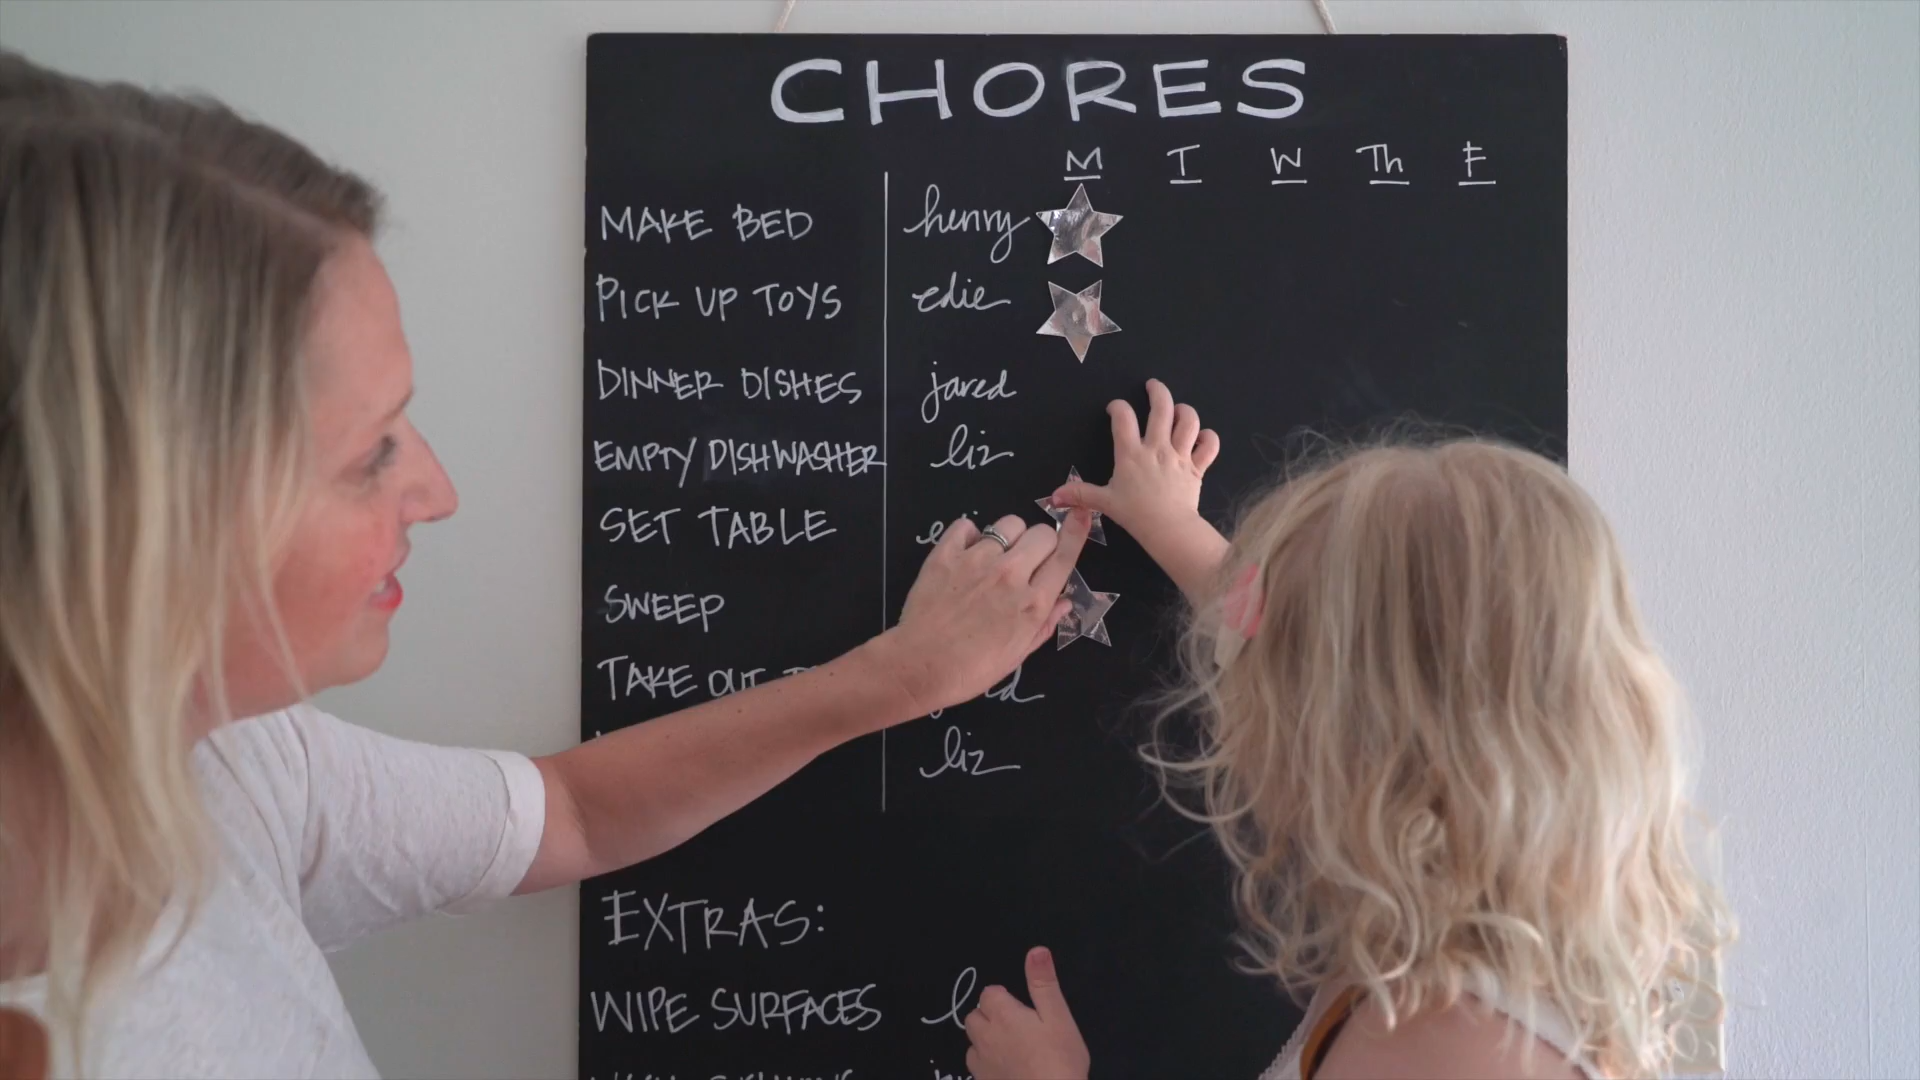 CHORES
M T W Th F
MAKE BED henry
PICK UP TOYS edie
DINNER DISHES jared
EMPTY DISHWASHER liz
SET TABLE
SWEEP
TAKE OUT
liz
EXTRAS:
WIPE SURFACES